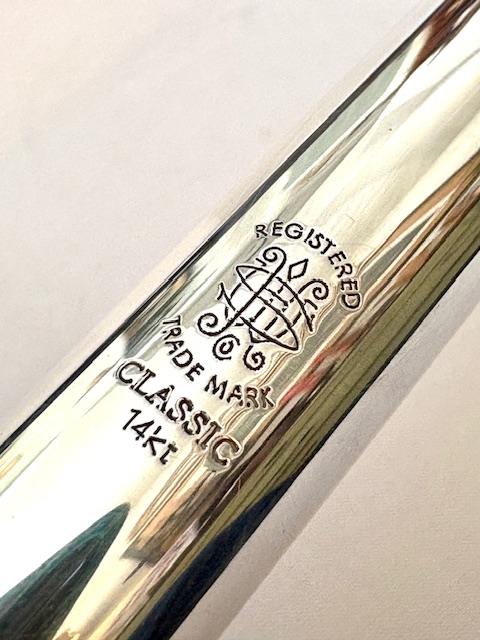 REGISTERED
TRADE MARK
CLASSIC
14kt